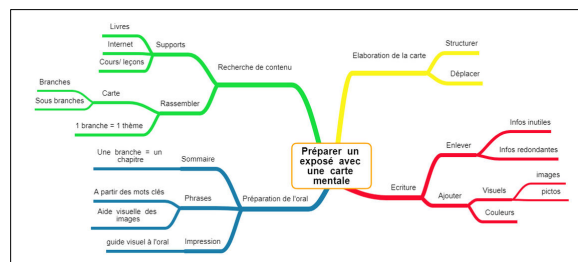 Préparer un
exposé avec
une carte
mentale
Recherche de contenu
Supports
Livres
Internet
Cours/ leçons
Rassembler
Carte
Branches
Sous branches
1 branche = 1 thème
Elaboration de la carte
Structurer
Déplacer
Ecriture
Enlever
Infos inutiles
Infos redondantes
Ajouter
Visuels
images
pictos
Couleurs
Préparation de l'oral
Sommaire
Une branche = un
chapitre
Phrases
A partir des mots clés
Aide visuelle des
images
Impression
guide visuel à l'oral